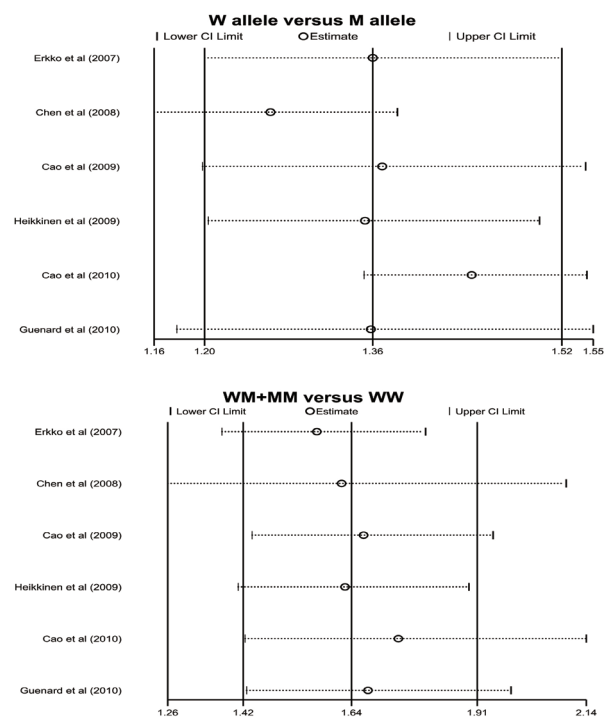 W allele versus M allele
Lower CI Limit Estimate Upper CI Limit
Erkko et al (2007)
Chen et al (2008)
Cao et al (2009)
Heikkinen et al (2009)
Cao et al (2010)
Guenard et al (2010)
1.16 1.20 1.36 1.52 1.55
WM+MM versus WW
Lower CI Limit Estimate Upper CI Limit
Erkko et al (2007)
Chen et al (2008)
Cao et al (2009)
Heikkinen et al (2009)
Cao et al (2010)
Guenard et al (2010)
1.26 1.42 1.64 1.91 2.14